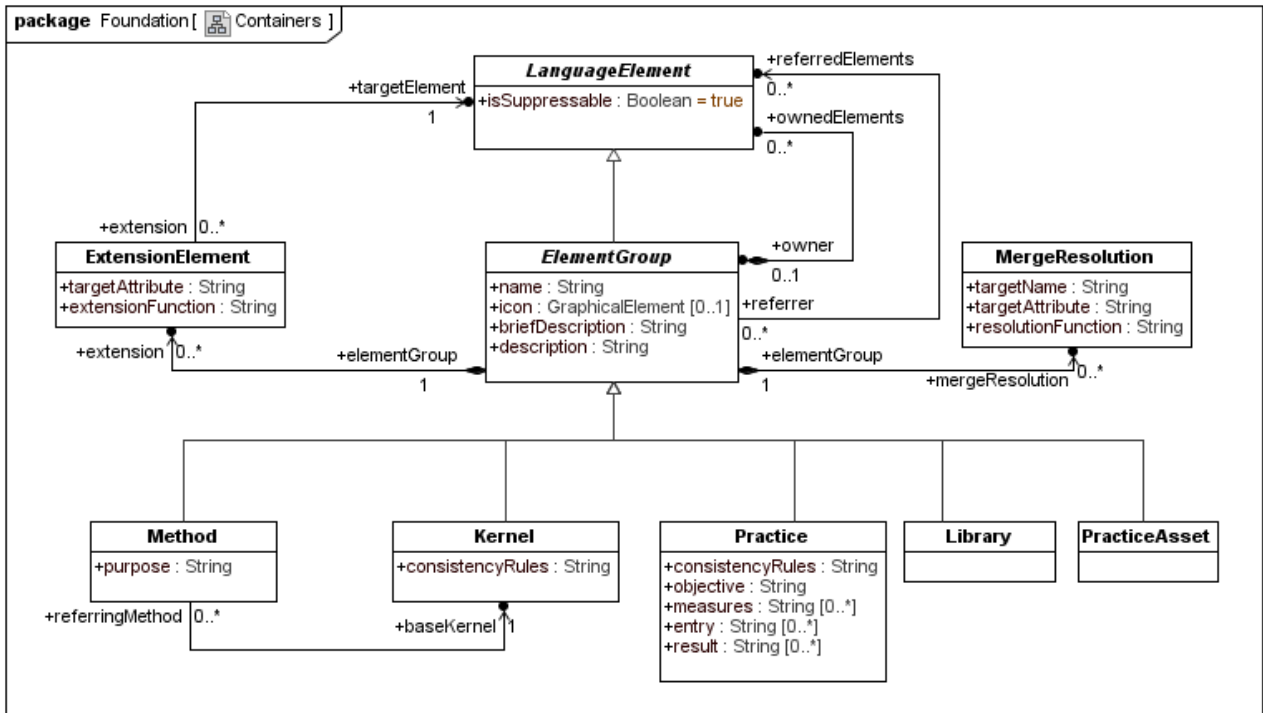 package Foundation [ Containers ]
LanguageElement
+isSuppressable : Boolean = true
+targetElement
1
+referredElements
0..*
+ownedElements
0..*
+extension 0..*
ExtensionElement
+targetAttribute : String
+extensionFunction : String
+extension 0..*
+elementGroup
1
ElementGroup
+name : String
+icon : GraphicalElement [0..1]
+briefDescription : String
+description : String
+owner
0..1
+referrer
0..*
+elementGroup
1
MergeResolution
+targetName : String
+targetAttribute : String
+resolutionFunction : String
+mergeResolution 0..*
Method
+purpose : String
+referringMethod 0..*
Kernel
+consistencyRules : String
+baseKernel 1
Practice
+consistencyRules : String
+objective : String
+measures : String [0..*]
+entry : String [0..*]
+result : String [0..*]
Library
PracticeAsset